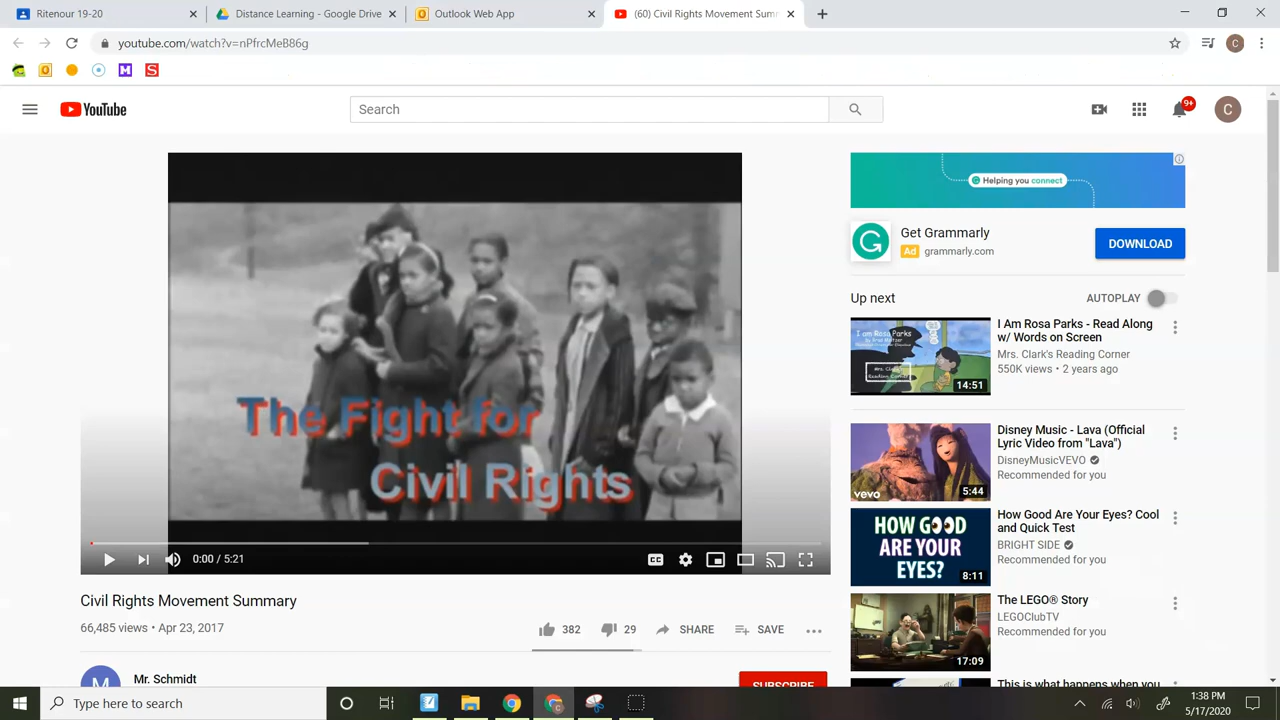 Ritenour 19-20
Distance Learning - Google Drive
Outlook Web App
(60) Civil Rights Movement Sum
youtube.com/watch?v=nPfrcMeB86g
C
YouTube
Search
9+
C
The Fight for
Civil Rights
0:00 / 5:21
CC
Civil Rights Movement Summary
66,485 views • Apr 23, 2017
382
29
SHARE
SAVE
M
Mr. Schmidt
SUBSCRIBE
Helping you connect
Get Grammarly
Ad grammarly.com
DOWNLOAD
Up next
AUTOPLAY
I am Rosa Parks
14:51
I Am Rosa Parks - Read Along
w/ Words on Screen
Mrs. Clark's Reading Corner
550K views • 2 years ago
vevo
5:44
Disney Music - Lava (Official
Lyric Video from "Lava")
DisneyMusicVEVO
Recommended for you
HOW GOOD
ARE YOUR
EYES?
8:11
How Good Are Your Eyes? Cool
and Quick Test
BRIGHT SIDE
Recommended for you
17:09
The LEGO® Story
LEGOClubTV
Recommended for you
This is what happens when you
Type here to search
1:38 PM
5/17/2020